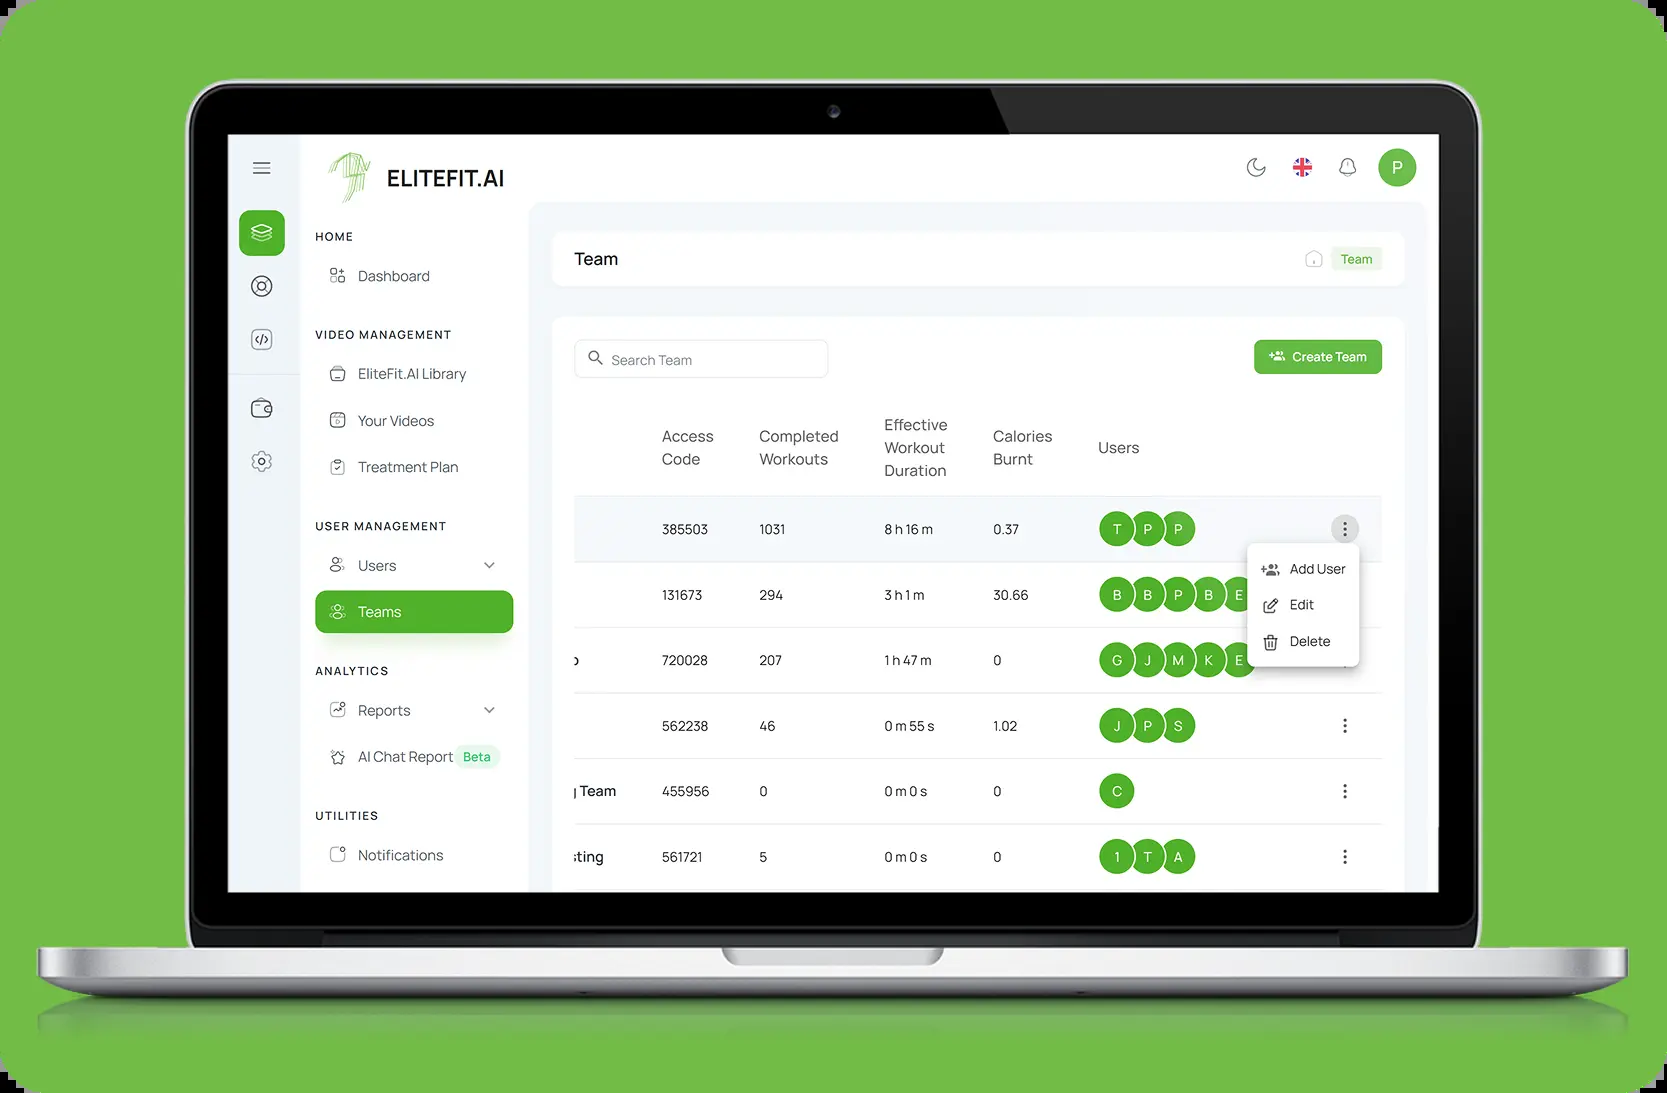 ELITEFIT.AI
P
HOME
Dashboard
VIDEO MANAGEMENT
EliteFit.AI Library
Your Videos
Treatment Plan
USER MANAGEMENT
Users
Teams
ANALYTICS
Reports
AI Chat Report Beta
UTILITIES
Notifications
Team
Team
Search Team
Create Team
Access Code
Completed Workouts
Effective Workout Duration
Calories Burnt
Users
385503 1031 8 h 16 m 0.37 T P P
131673 294 3 h 1 m 30.66 B B P B E
720028 207 1 h 47 m 0 G J M K E
562238 46 0 m 55 s 1.02 J P S
Team 455956 0 0 m 0 s 0 C
sting 561721 5 0 m 0 s 0 1 T A
Add User
Edit
Delete